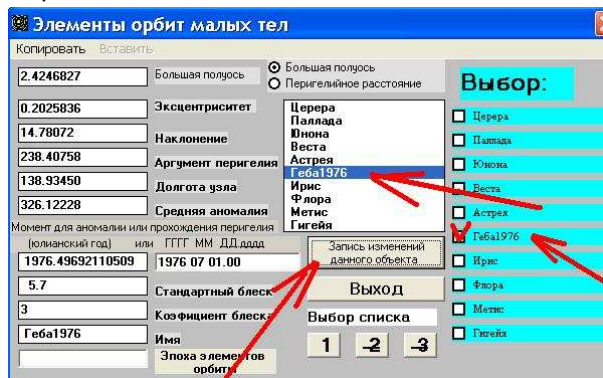 Элементы орбит малых тел
Копировать Вставить
2.4246827 Большая полуось
Большая полуось
Перигелийное расстояние
0.2025836 Эксцентриситет
14.78072 Наклонение
238.40758 Аргумент перигелия
138.93450 Долгота узла
326.12228 Средняя аномалия
Момент для аномалии или прохождения перигелия
(юлианский год) или ГГГГ ММ ДД.дддд
1976.49692110509 1976 07 01.00
5.7 Стандартный блеск
3 Коэфициент блеска
Геба1976 Имя
Эпоха элементов
орбиты
Церера
Паллада
Юнона
Веста
Астрея
Геба1976
Ирис
Флора
Метис
Гигейя
Запись изменений
данного объекта
Выход
Выбор списка
1 -2 -3
Выбор:
Церера
Паллада
Юнона
Веста
Астрея
Геба1976
Ирис
Флора
Метис
Гигейя